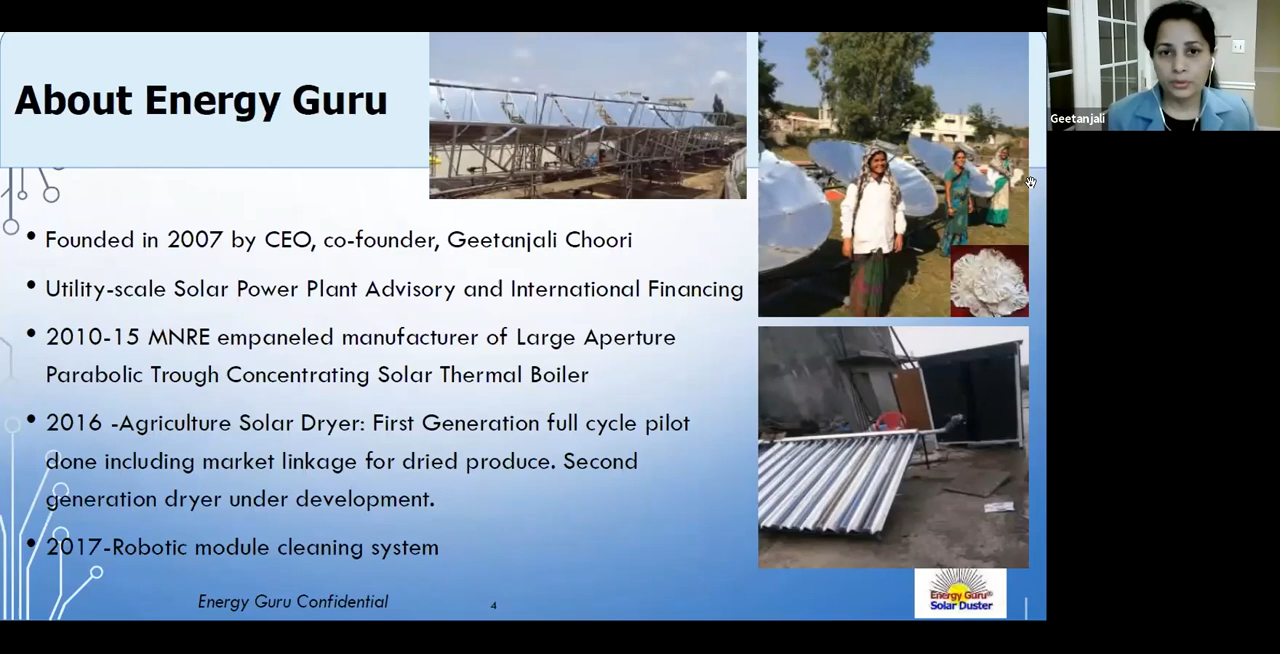 About Energy Guru
Geetanjali
• Founded in 2007 by CEO, co-founder, Geetanjali Choori
• Utility-scale Solar Power Plant Advisory and International Financing
• 2010-15 MNRE empaneled manufacturer of Large Aperture
Parabolic Trough Concentrating Solar Thermal Boiler
• 2016 -Agriculture Solar Dryer: First Generation full cycle pilot
done including market linkage for dried produce. Second
generation dryer under development.
• 2017-Robotic module cleaning system
Energy Guru Confidential
4
Energy Guru®
Solar Duster